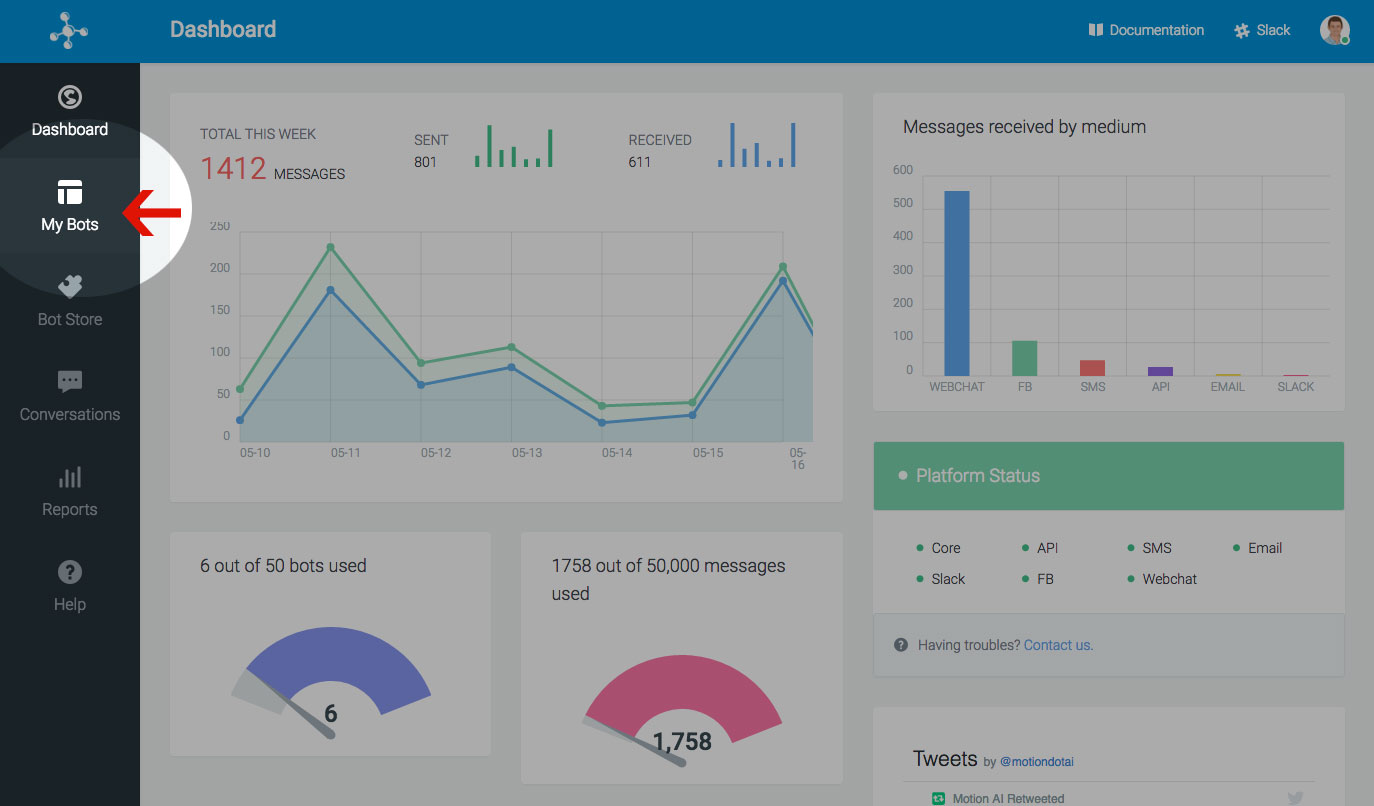 Dashboard
Documentation
Slack
Dashboard
My Bots
Bot Store
Conversations
Reports
Help
TOTAL THIS WEEK
1412 MESSAGES
SENT
801
RECEIVED
611
250
200
150
100
50
0
05-10
05-11
05-12
05-13
05-14
05-15
05-
16
Messages received by medium
600
500
400
300
200
100
0
WEBCHAT
FB
SMS
API
EMAIL
SLACK
Platform Status
Core
API
SMS
Email
Slack
FB
Webchat
? Having troubles? Contact us.
6 out of 50 bots used
6
1758 out of 50,000 messages
used
1,758
Tweets by @motiondotai
Motion AI Retweeted